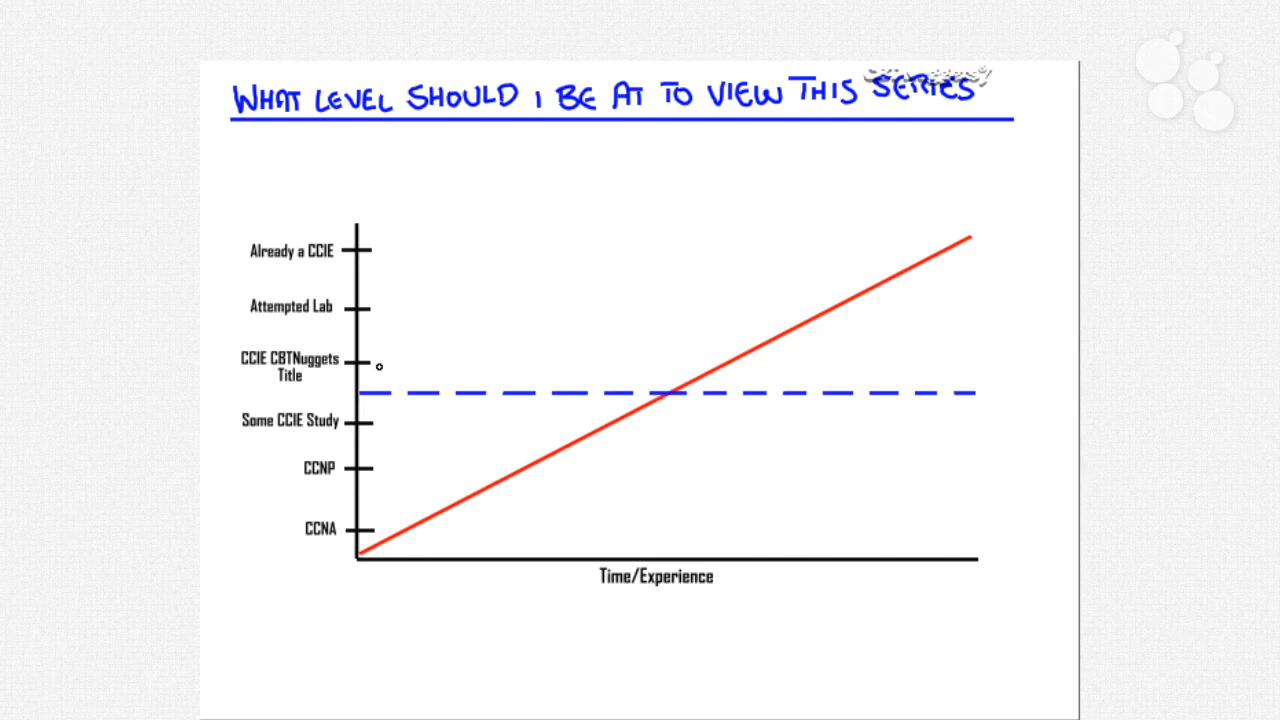 WHAT LEVEL SHOULD I BE AT TO VIEW THIS SERIES
Already a CCIE
Attempted Lab
CCIE CBTNuggets
Title
Some CCIE Study
CCNP
CCNA
Time/Experience